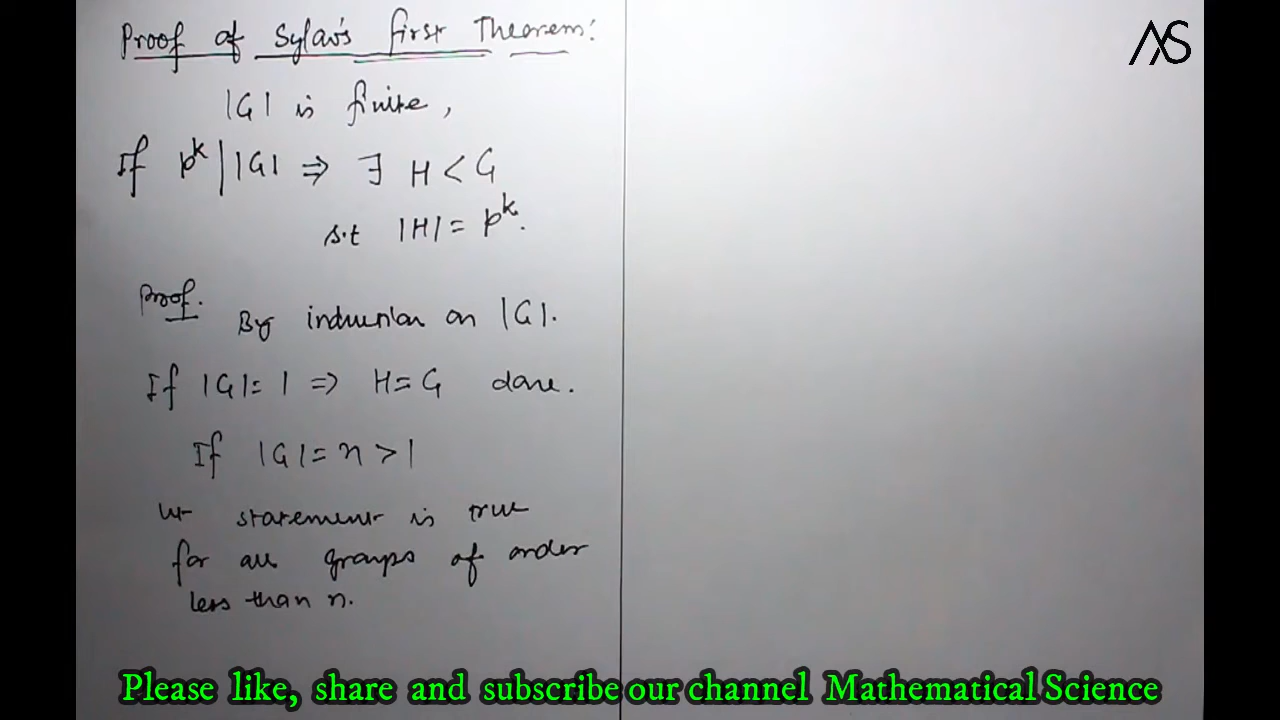 Proof of Sylow's first Theorem:
|G| is finite,
If p^k | |G| ⇒ ∃ H < G
s.t |H| = p^k.
Proof.
By induction on |G|.
If |G| = 1 ⇒ H = G done.
If |G| = n > 1
let statement is true
for all groups of order
less than n.
Please like, share and subscribe our channel Mathematical Science